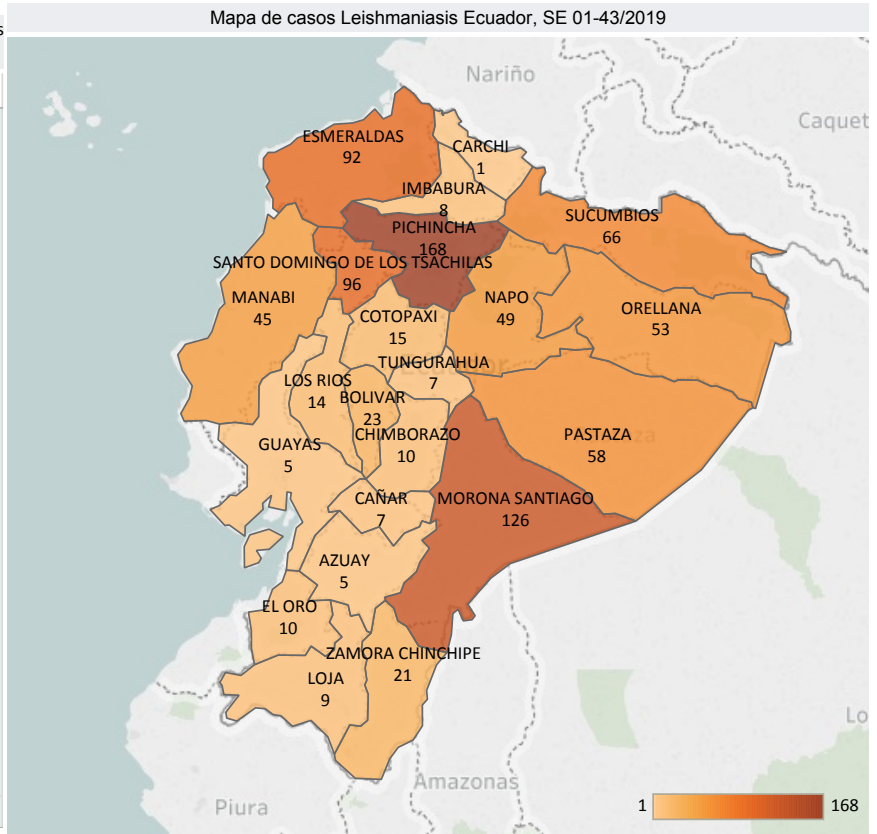 s
Mapa de casos Leishmaniasis Ecuador, SE 01-43/2019
Nariño
Caquet
ESMERALDAS
92
CARCHI
1
IMBABURA
8
SUCUMBIOS
66
PICHINCHA
168
SANTO DOMINGO DE LOS TSACHILAS
96
MANABI
45
NAPO
49
ORELLANA
53
COTOPAXI
15
TUNGURAHUA
7
LOS RIOS
14
BOLIVAR
23
CHIMBORAZO
10
PASTAZA
58
GUAYAS
5
CAÑAR
7
MORONA SANTIAGO
126
AZUAY
5
EL ORO
10
ZAMORA CHINCHIPE
21
LOJA
9
Lo
Amazonas
Piura
1
168